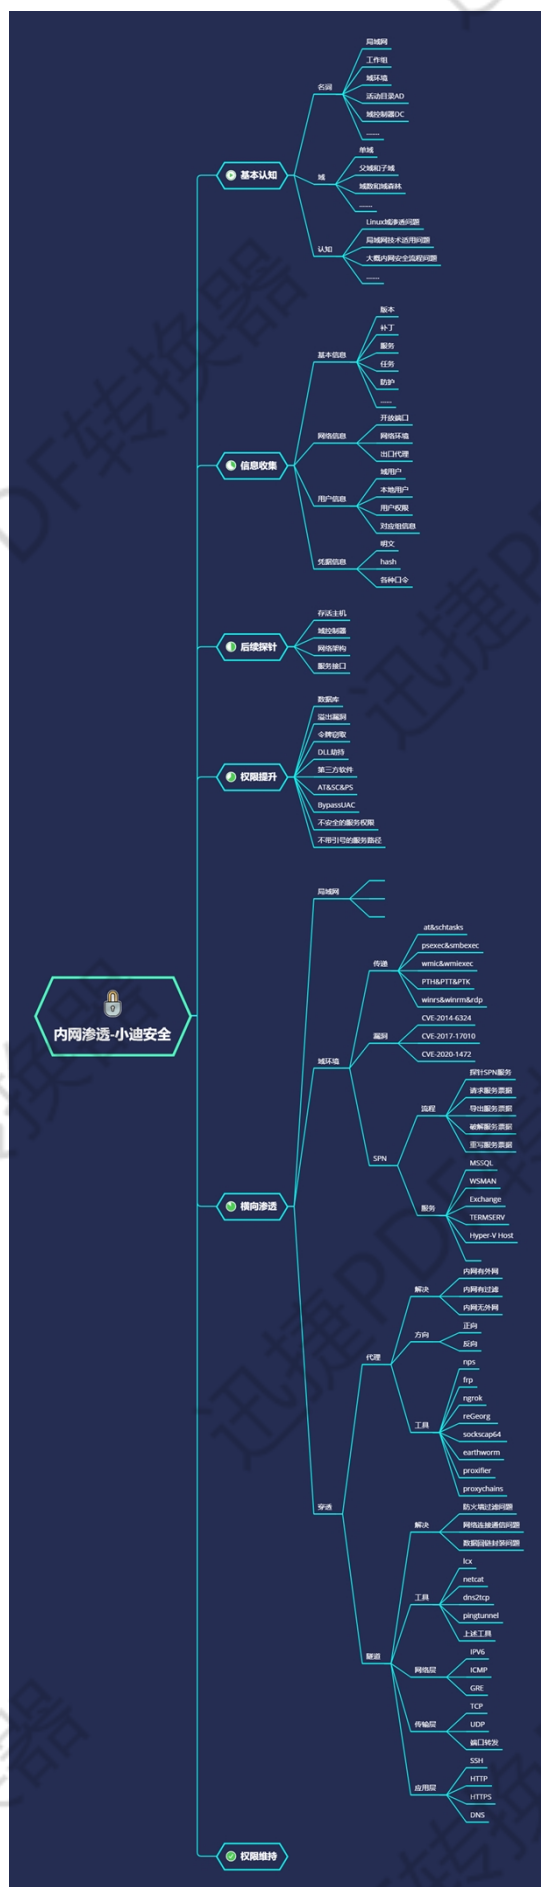 局域网
工作组
域环境
活动目录AD
域控制器DC
......
名词
单域
父域和子域
域数和域森林
......
域
Linux域渗透问题
局域网技术适用问题
大概内网安全流程问题
......
认知
基本认知
版本
补丁
服务
任务
防护
......
基本信息
开放端口
网络环境
出口代理
网络信息
域用户
本地用户
用户权限
对应组信息
用户信息
明文
hash
各种口令
凭据信息
信息收集
存活主机
域控制器
网络架构
服务接口
后续探针
数据库
溢出漏洞
令牌窃取
DLL劫持
第三方软件
AT&SC&PS
BypassUAC
不安全的服务权限
不带引号的服务路径
权限提升
内网渗透-小迪安全
局域网
at&schtasks
psexec&smbexec
wmic&wmiexec
PTH&PTT&PTK
winrs&winrm&rdp
传递
CVE-2014-6324
CVE-2017-17010
CVE-2020-1472
漏洞
域环境
探针SPN服务
请求服务票据
导出服务票据
破解服务票据
重写服务票据
流程
SPN
MSSQL
WSMAN
Exchange
TERMSERV
Hyper-V Host
服务
横向渗透
内网有外网
内网有过滤
内网无外网
解决
正向
反向
方向
代理
nps
frp
ngrok
reGeorg
sockscap64
earthworm
proxifier
proxychains
工具
穿透
防火墙过滤问题
网络连接通信问题
数据回链封装问题
解决
lcx
netcat
dns2tcp
pingtunnel
上述工具
工具
隧道
IPV6
ICMP
GRE
网络层
TCP
UDP
端口转发
传输层
SSH
HTTP
HTTPS
DNS
应用层
权限维持
迅捷PDF转换器